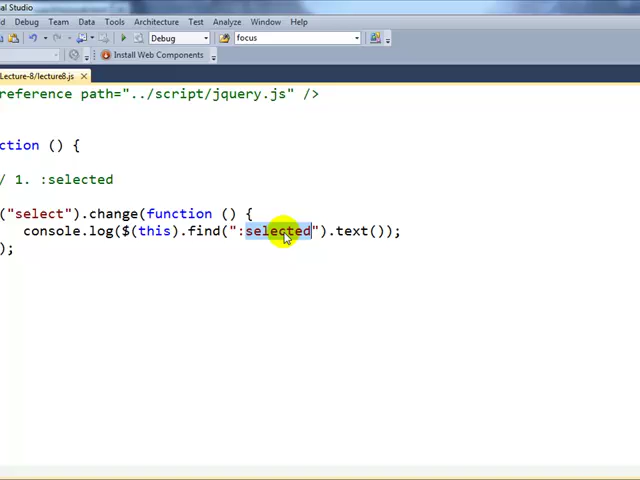 al Studio
d Debug Team Data Tools Architecture Test Analyze Window Help
Debug focus
Install Web Components
Lecture-8/lecture8.js ×
reference path="../script/jquery.js" />
ction () {
/ 1. :selected
("select").change(function () {
console.log($(this).find(":selected").text());
);